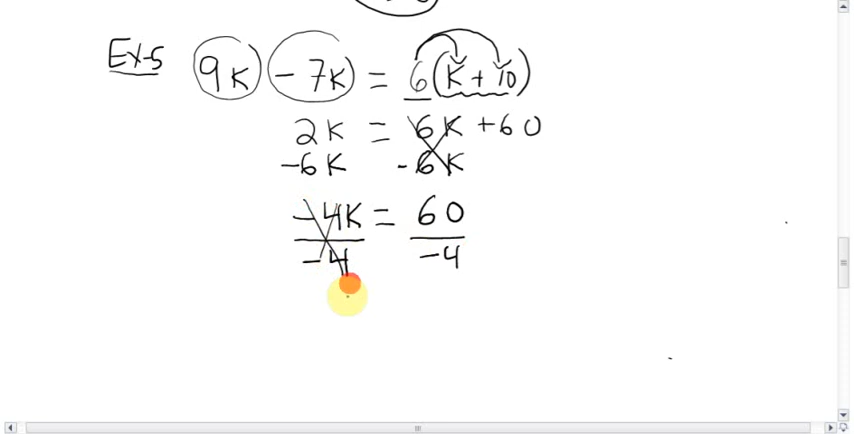 Ex-5 9K - 7K = 6(K + 10)
2K = 6K + 60
-6K -6K
-4K = 60
-4 -4